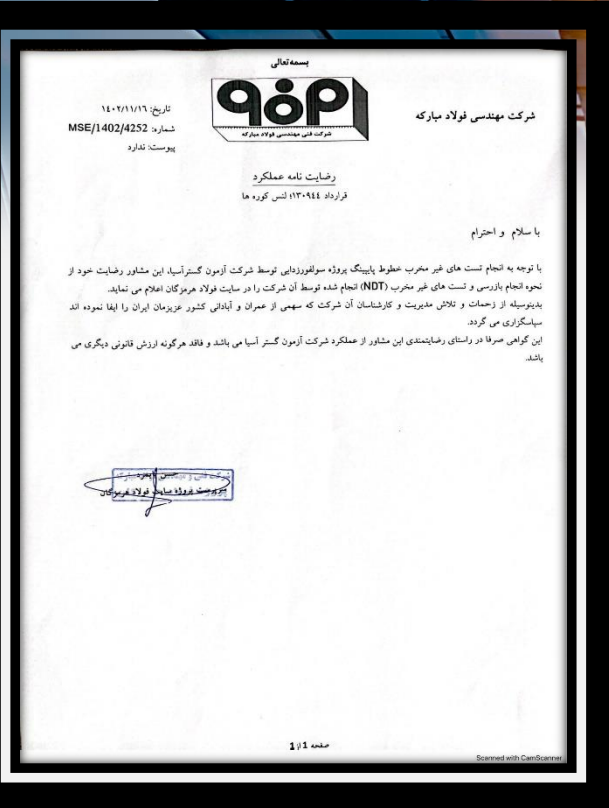 بسمه تعالی
شرکت فنی مهندسی فولاد مبارکه
شرکت مهندسی فولاد مبارکه
تاریخ: ١٤٠٢/١١/١٦
شماره: MSE/1402/4252
پیوست: ندارد
رضایت نامه عملکرد
قرارداد ١٣٠٩٤٤؛ لنس کوره ها
با سلام و احترام
با توجه به انجام تست های غیر مخرب خطوط پایپینگ پروژه سولفورزدایی توسط شرکت آزمون گسترآسیا، این مشاور رضایت خود از
نحوه انجام بازرسی و تست های غیر مخرب (NDT) انجام شده توسط آن شرکت را در سایت فولاد هرمزگان اعلام می نماید.
بدینوسیله از زحمات و تلاش مدیریت و کارشناسان آن شرکت که سهمی از عمران و آبادانی کشور عزیزمان ایران را ایفا نموده اند
سپاسگزاری می گردد.
این گواهی صرفا در راستای رضایتمندی این مشاور از عملکرد شرکت آزمون گستر آسیا می باشد و فاقد هرگونه ارزش قانونی دیگری می
باشد.
حسن
سرپرست پروژه سایت فولاد هرمزگان
صفحه 1 از 1
Scanned with CamScanner